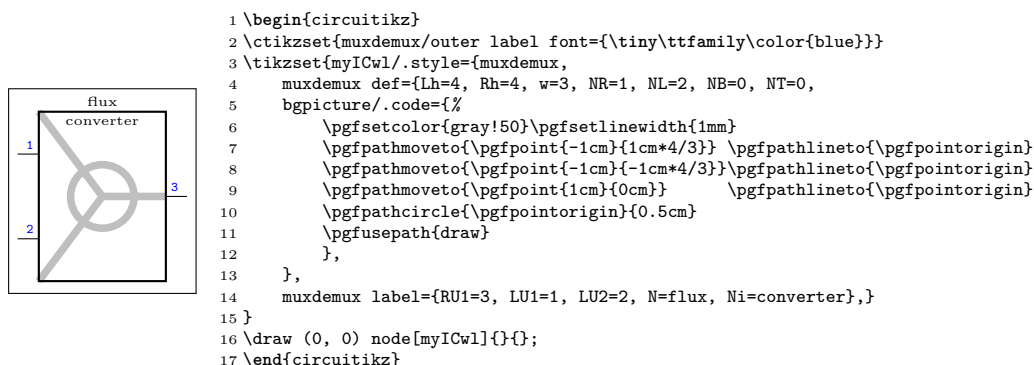 flux
converter
1
2
3
1 \begin{circuitikz}
2 \ctikzset{muxdemux/outer label font={\tiny\ttfamily\color{blue}}}
3 \tikzset{myICwl/.style={muxdemux,
4 muxdemux def={Lh=4, Rh=4, w=3, NR=1, NL=2, NB=0, NT=0,
5 bgpicture/.code={%
6 \pgfsetcolor{gray!50}\pgfsetlinewidth{1mm}
7 \pgfpathmoveto{\pgfpoint{-1cm}{1cm*4/3}} \pgfpathlineto{\pgfpointorigin}
8 \pgfpathmoveto{\pgfpoint{-1cm}{-1cm*4/3}}\pgfpathlineto{\pgfpointorigin}
9 \pgfpathmoveto{\pgfpoint{1cm}{0cm}} \pgfpathlineto{\pgfpointorigin}
10 \pgfpathcircle{\pgfpointorigin}{0.5cm}
11 \pgfusepath{draw}
12 },
13 },
14 muxdemux label={RU1=3, LU1=1, LU2=2, N=flux, Ni=converter},}
15 }
16 \draw (0, 0) node[myICwl]{}{};
17 \end{circuitikz}